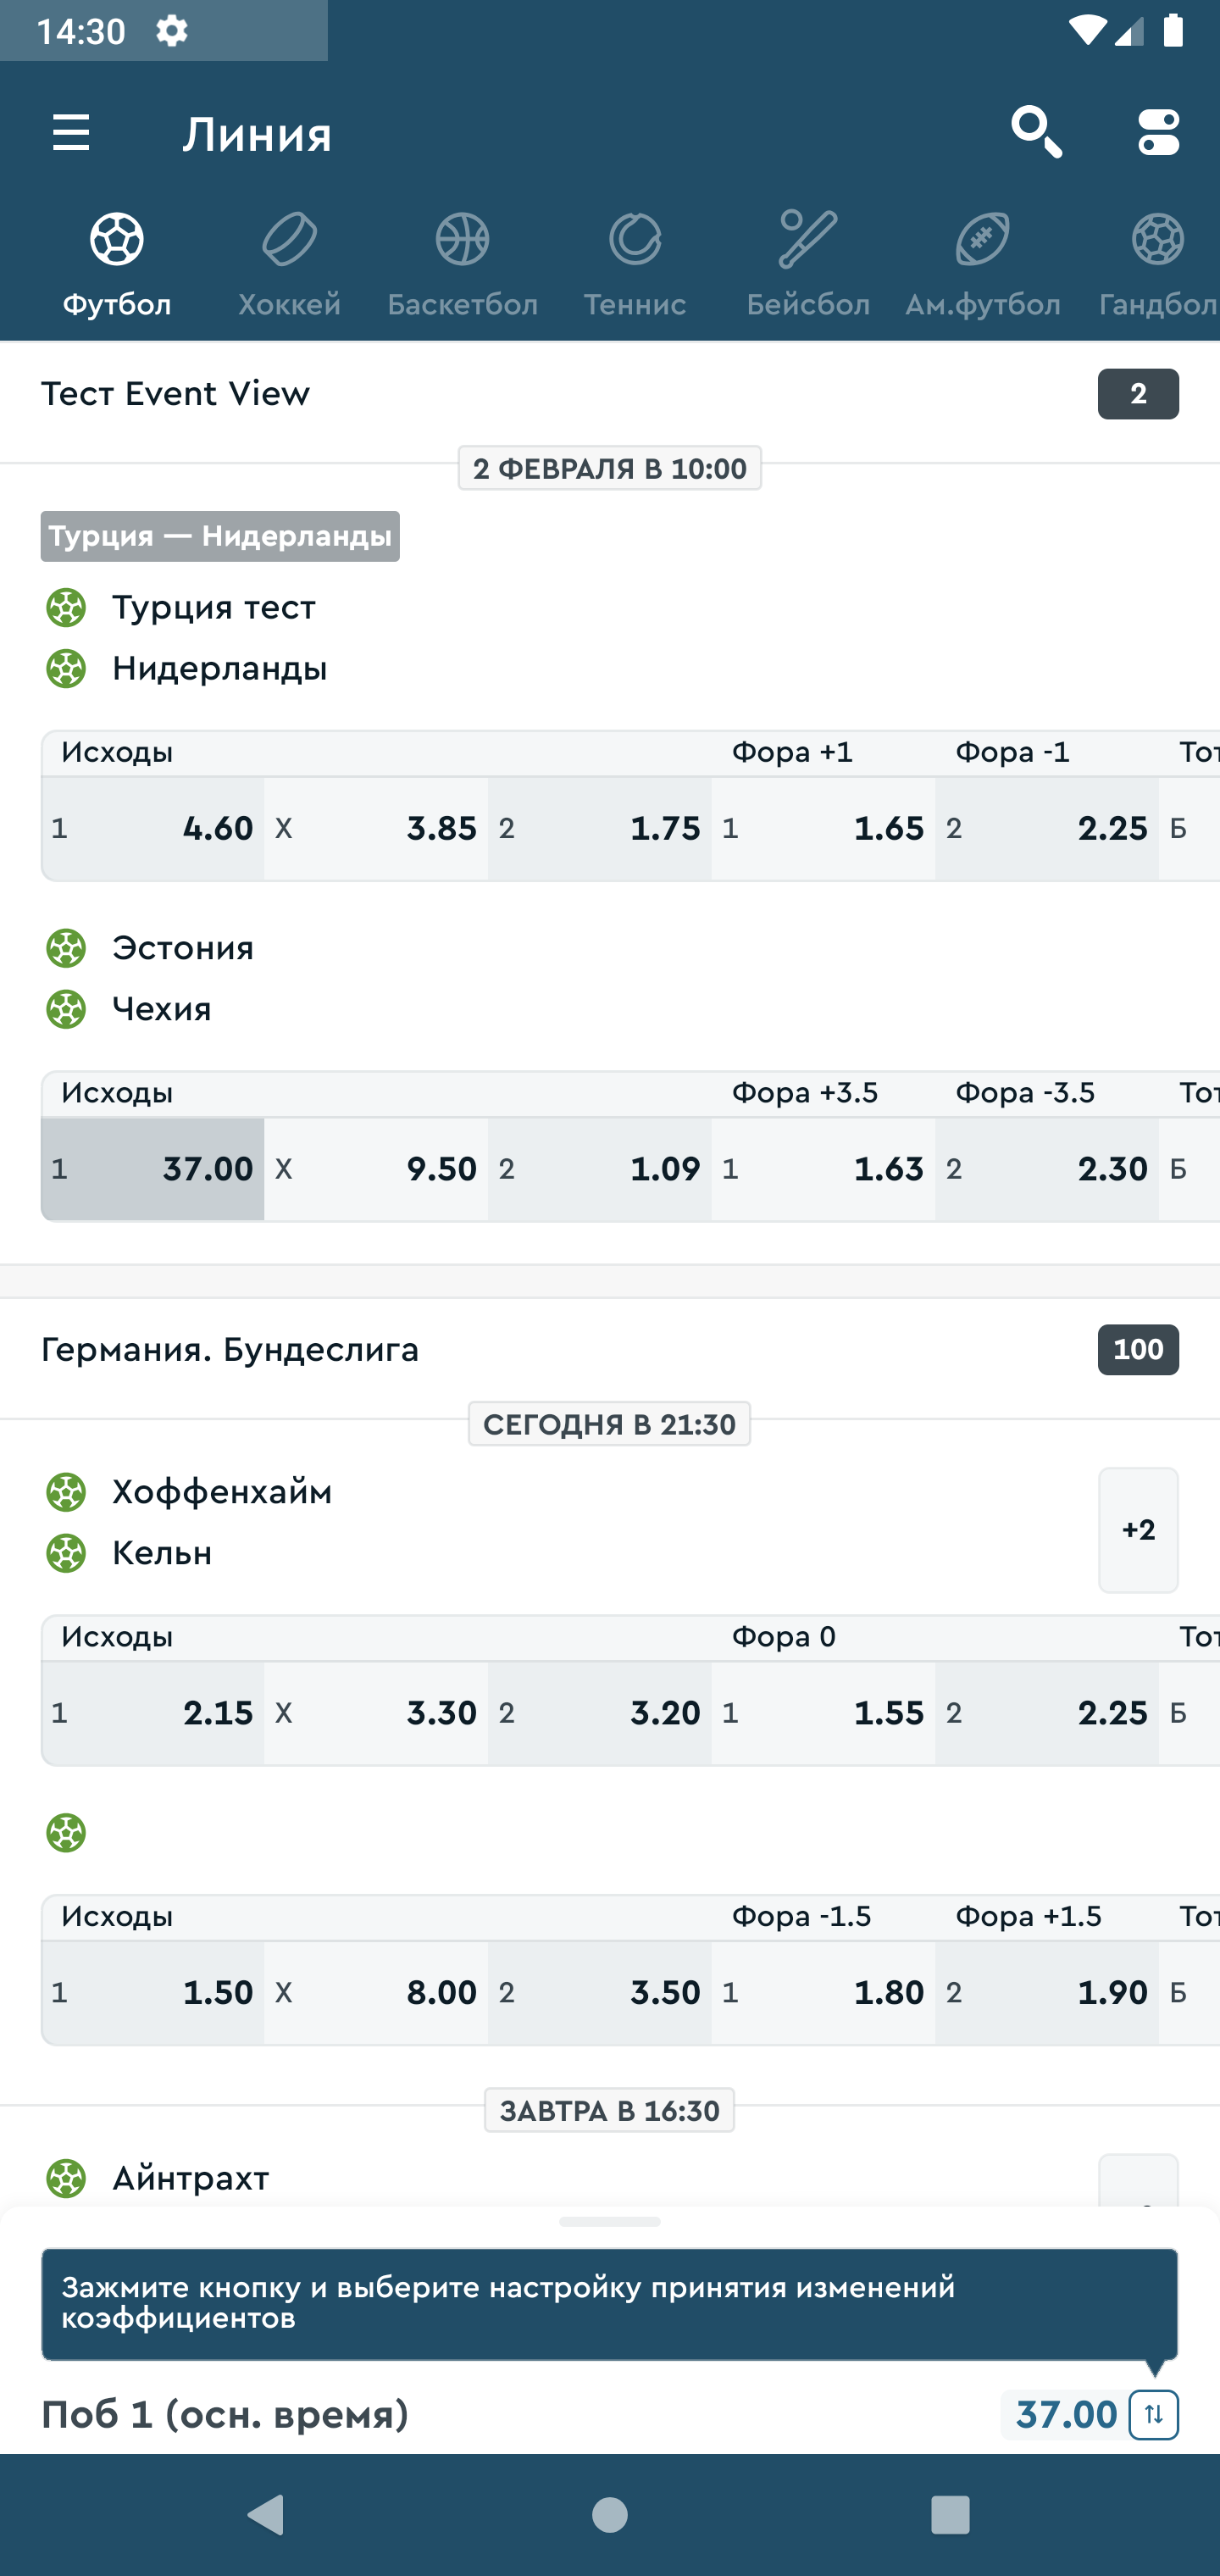 14:30
Линия
Футбол Хоккей Баскетбол Теннис Бейсбол Ам.футбол Гандбол
Тест Event View 2
2 ФЕВРАЛЯ В 10:00
Турция — Нидерланды
Турция тест
Нидерланды
Исходы Фора +1 Фора -1
1 4.60 X 3.85 2 1.75 1 1.65 2 2.25 Б
Эстония
Чехия
Исходы Фора +3.5 Фора -3.5
1 37.00 X 9.50 2 1.09 1 1.63 2 2.30 Б
Германия. Бундеслига 100
СЕГОДНЯ В 21:30
Хоффенхайм
+2
Кельн
Исходы Фора 0
1 2.15 X 3.30 2 3.20 1 1.55 2 2.25 Б
Исходы Фора -1.5 Фора +1.5
1 1.50 X 8.00 2 3.50 1 1.80 2 1.90 Б
ЗАВТРА В 16:30
Айнтрахт
Зажмите кнопку и выберите настройку принятия изменений
коэффициентов
Поб 1 (осн. время) 37.00